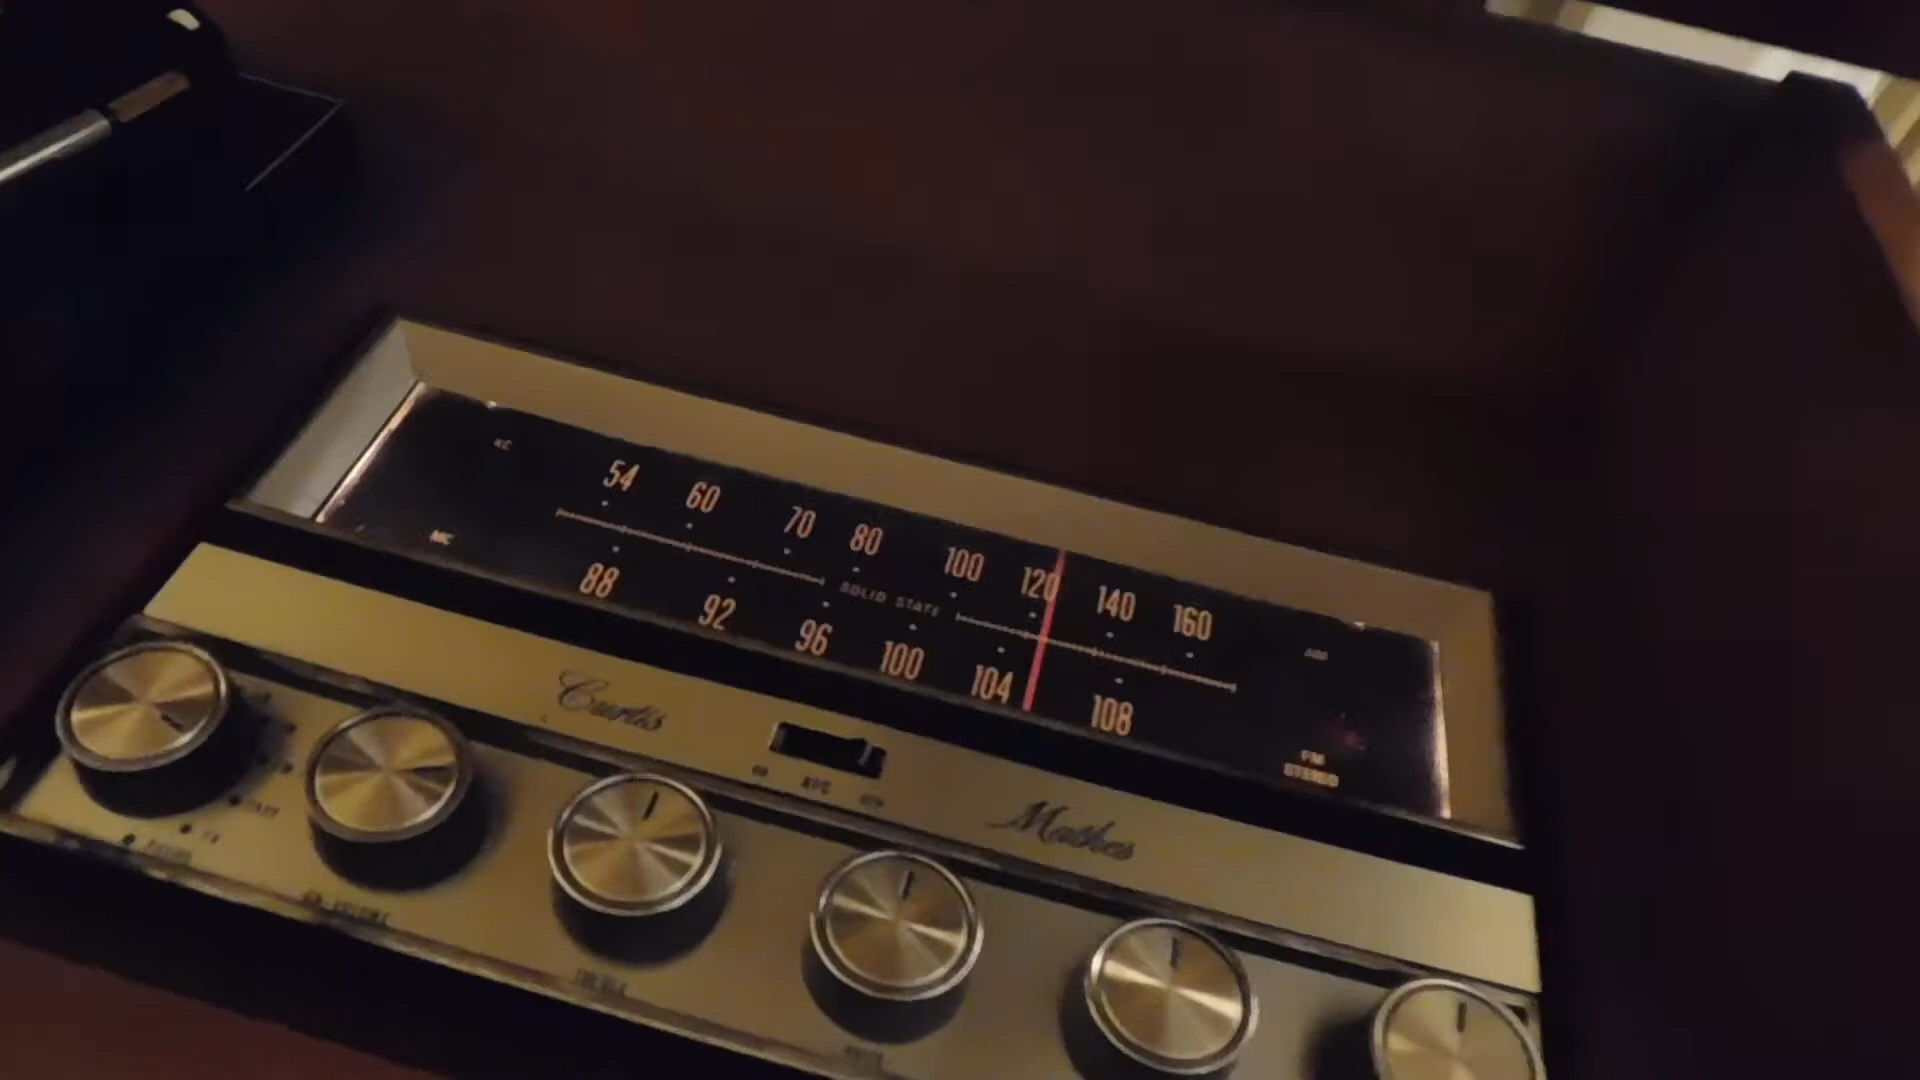 KC 54 60 70 80 100 120 140 160
SOLID STATE
MC 88 92 96 100 104 108
FM
STEREO
Curtis Mathes
TREBLE